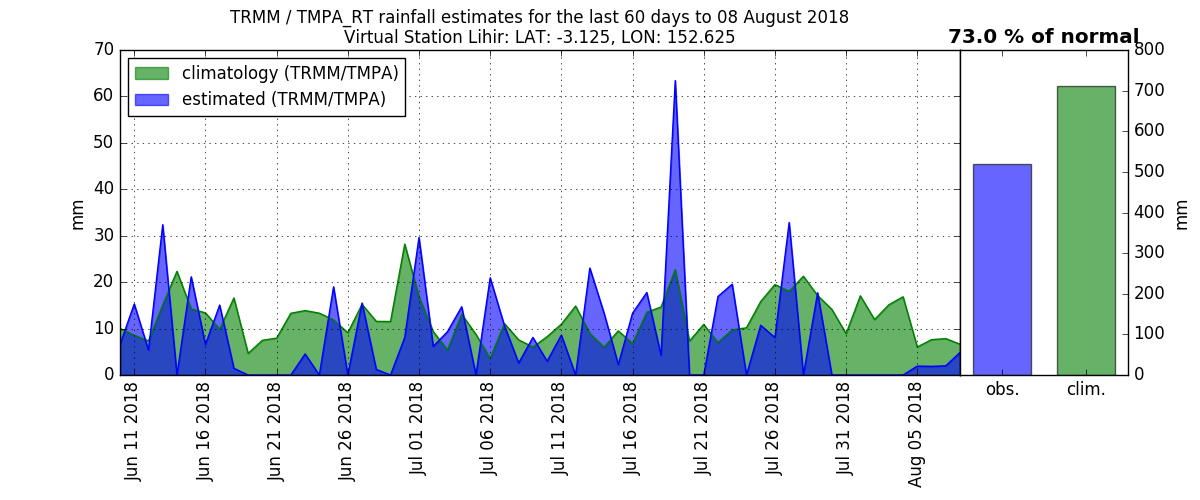 TRMM / TMPA_RT rainfall estimates for the last 60 days to 08 August 2018
Virtual Station Lihir: LAT: -3.125, LON: 152.625
73.0 % of normal
climatology (TRMM/TMPA)
estimated (TRMM/TMPA)
70
60
50
40
30
20
10
0
mm
Jun 11 2018
Jun 16 2018
Jun 21 2018
Jun 26 2018
Jul 01 2018
Jul 06 2018
Jul 11 2018
Jul 16 2018
Jul 21 2018
Jul 26 2018
Jul 31 2018
Aug 05 2018
obs.
clim.
800
700
600
500
400
300
200
100
0
mm